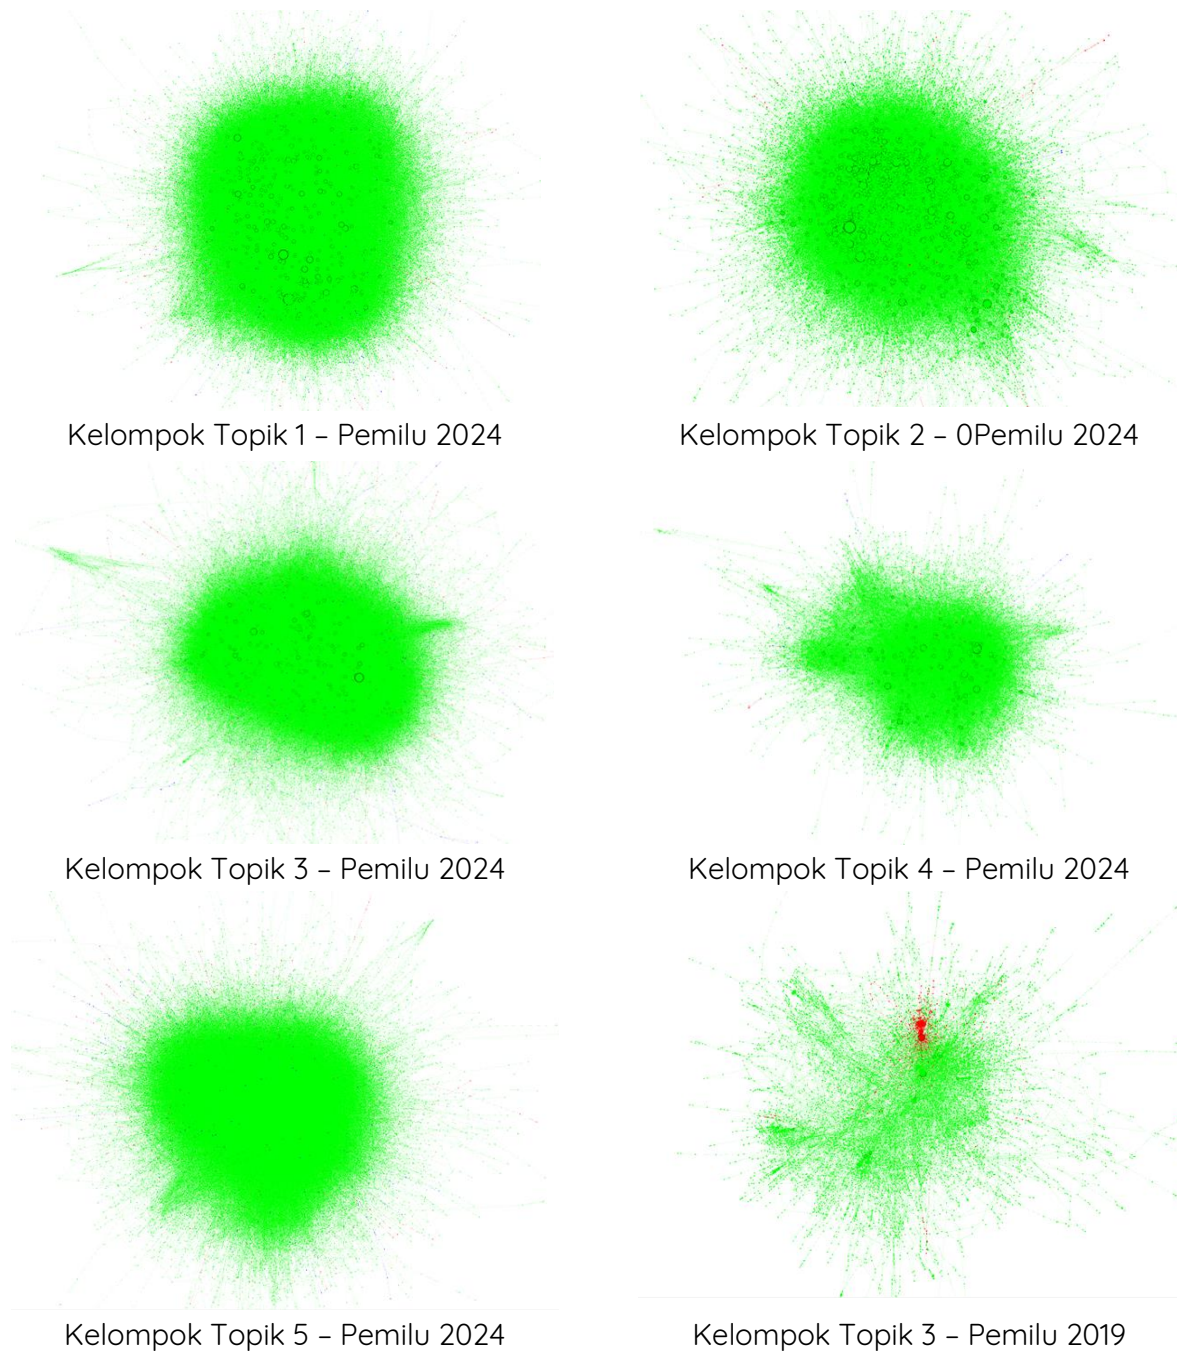 Kelompok Topik 1 – Pemilu 2024
Kelompok Topik 2 – 0Pemilu 2024
Kelompok Topik 3 – Pemilu 2024
Kelompok Topik 4 – Pemilu 2024
Kelompok Topik 5 – Pemilu 2024
Kelompok Topik 3 – Pemilu 2019